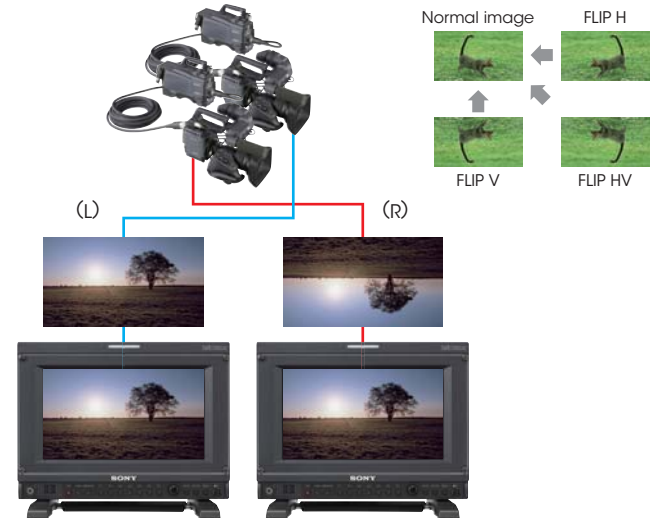 Normal image
FLIP H
FLIP V
FLIP HV
(L)
(R)
SONY
SONY